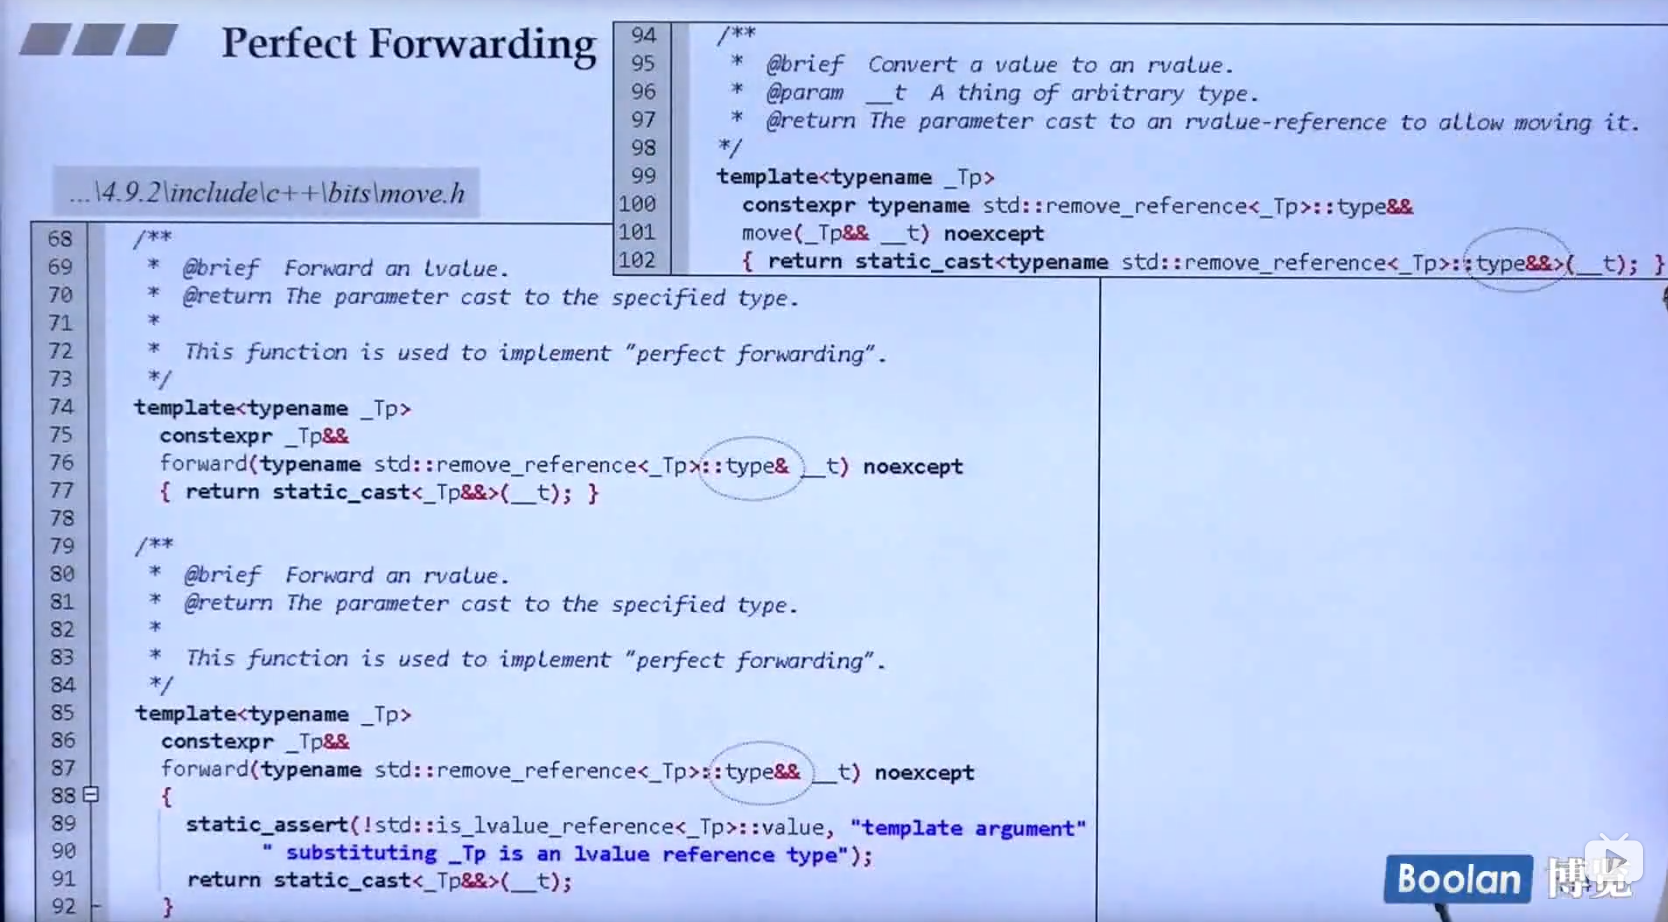 Perfect Forwarding
...\4.9.2\include\c++\bits\move.h
94 /**
95 * @brief Convert a value to an rvalue.
96 * @param __t A thing of arbitrary type.
97 * @return The parameter cast to an rvalue-reference to allow moving it.
98 */
99 template<typename _Tp>
100 constexpr typename std::remove_reference<_Tp>::type&&
101 move(_Tp&& __t) noexcept
102 { return static_cast<typename std::remove_reference<_Tp>::type&&>(__t); }
68 /**
69 * @brief Forward an lvalue.
70 * @return The parameter cast to the specified type.
71 *
72 * This function is used to implement "perfect forwarding".
73 */
74 template<typename _Tp>
75 constexpr _Tp&&
76 forward(typename std::remove_reference<_Tp>::type& __t) noexcept
77 { return static_cast<_Tp&&>(__t); }
78
79 /**
80 * @brief Forward an rvalue.
81 * @return The parameter cast to the specified type.
82 *
83 * This function is used to implement "perfect forwarding".
84 */
85 template<typename _Tp>
86 constexpr _Tp&&
87 forward(typename std::remove_reference<_Tp>::type&& __t) noexcept
88 {
89 static_assert(!std::is_lvalue_reference<_Tp>::value, "template argument"
90 " substituting _Tp is an lvalue reference type");
91 return static_cast<_Tp&&>(__t);
92 }
Boolan 博览